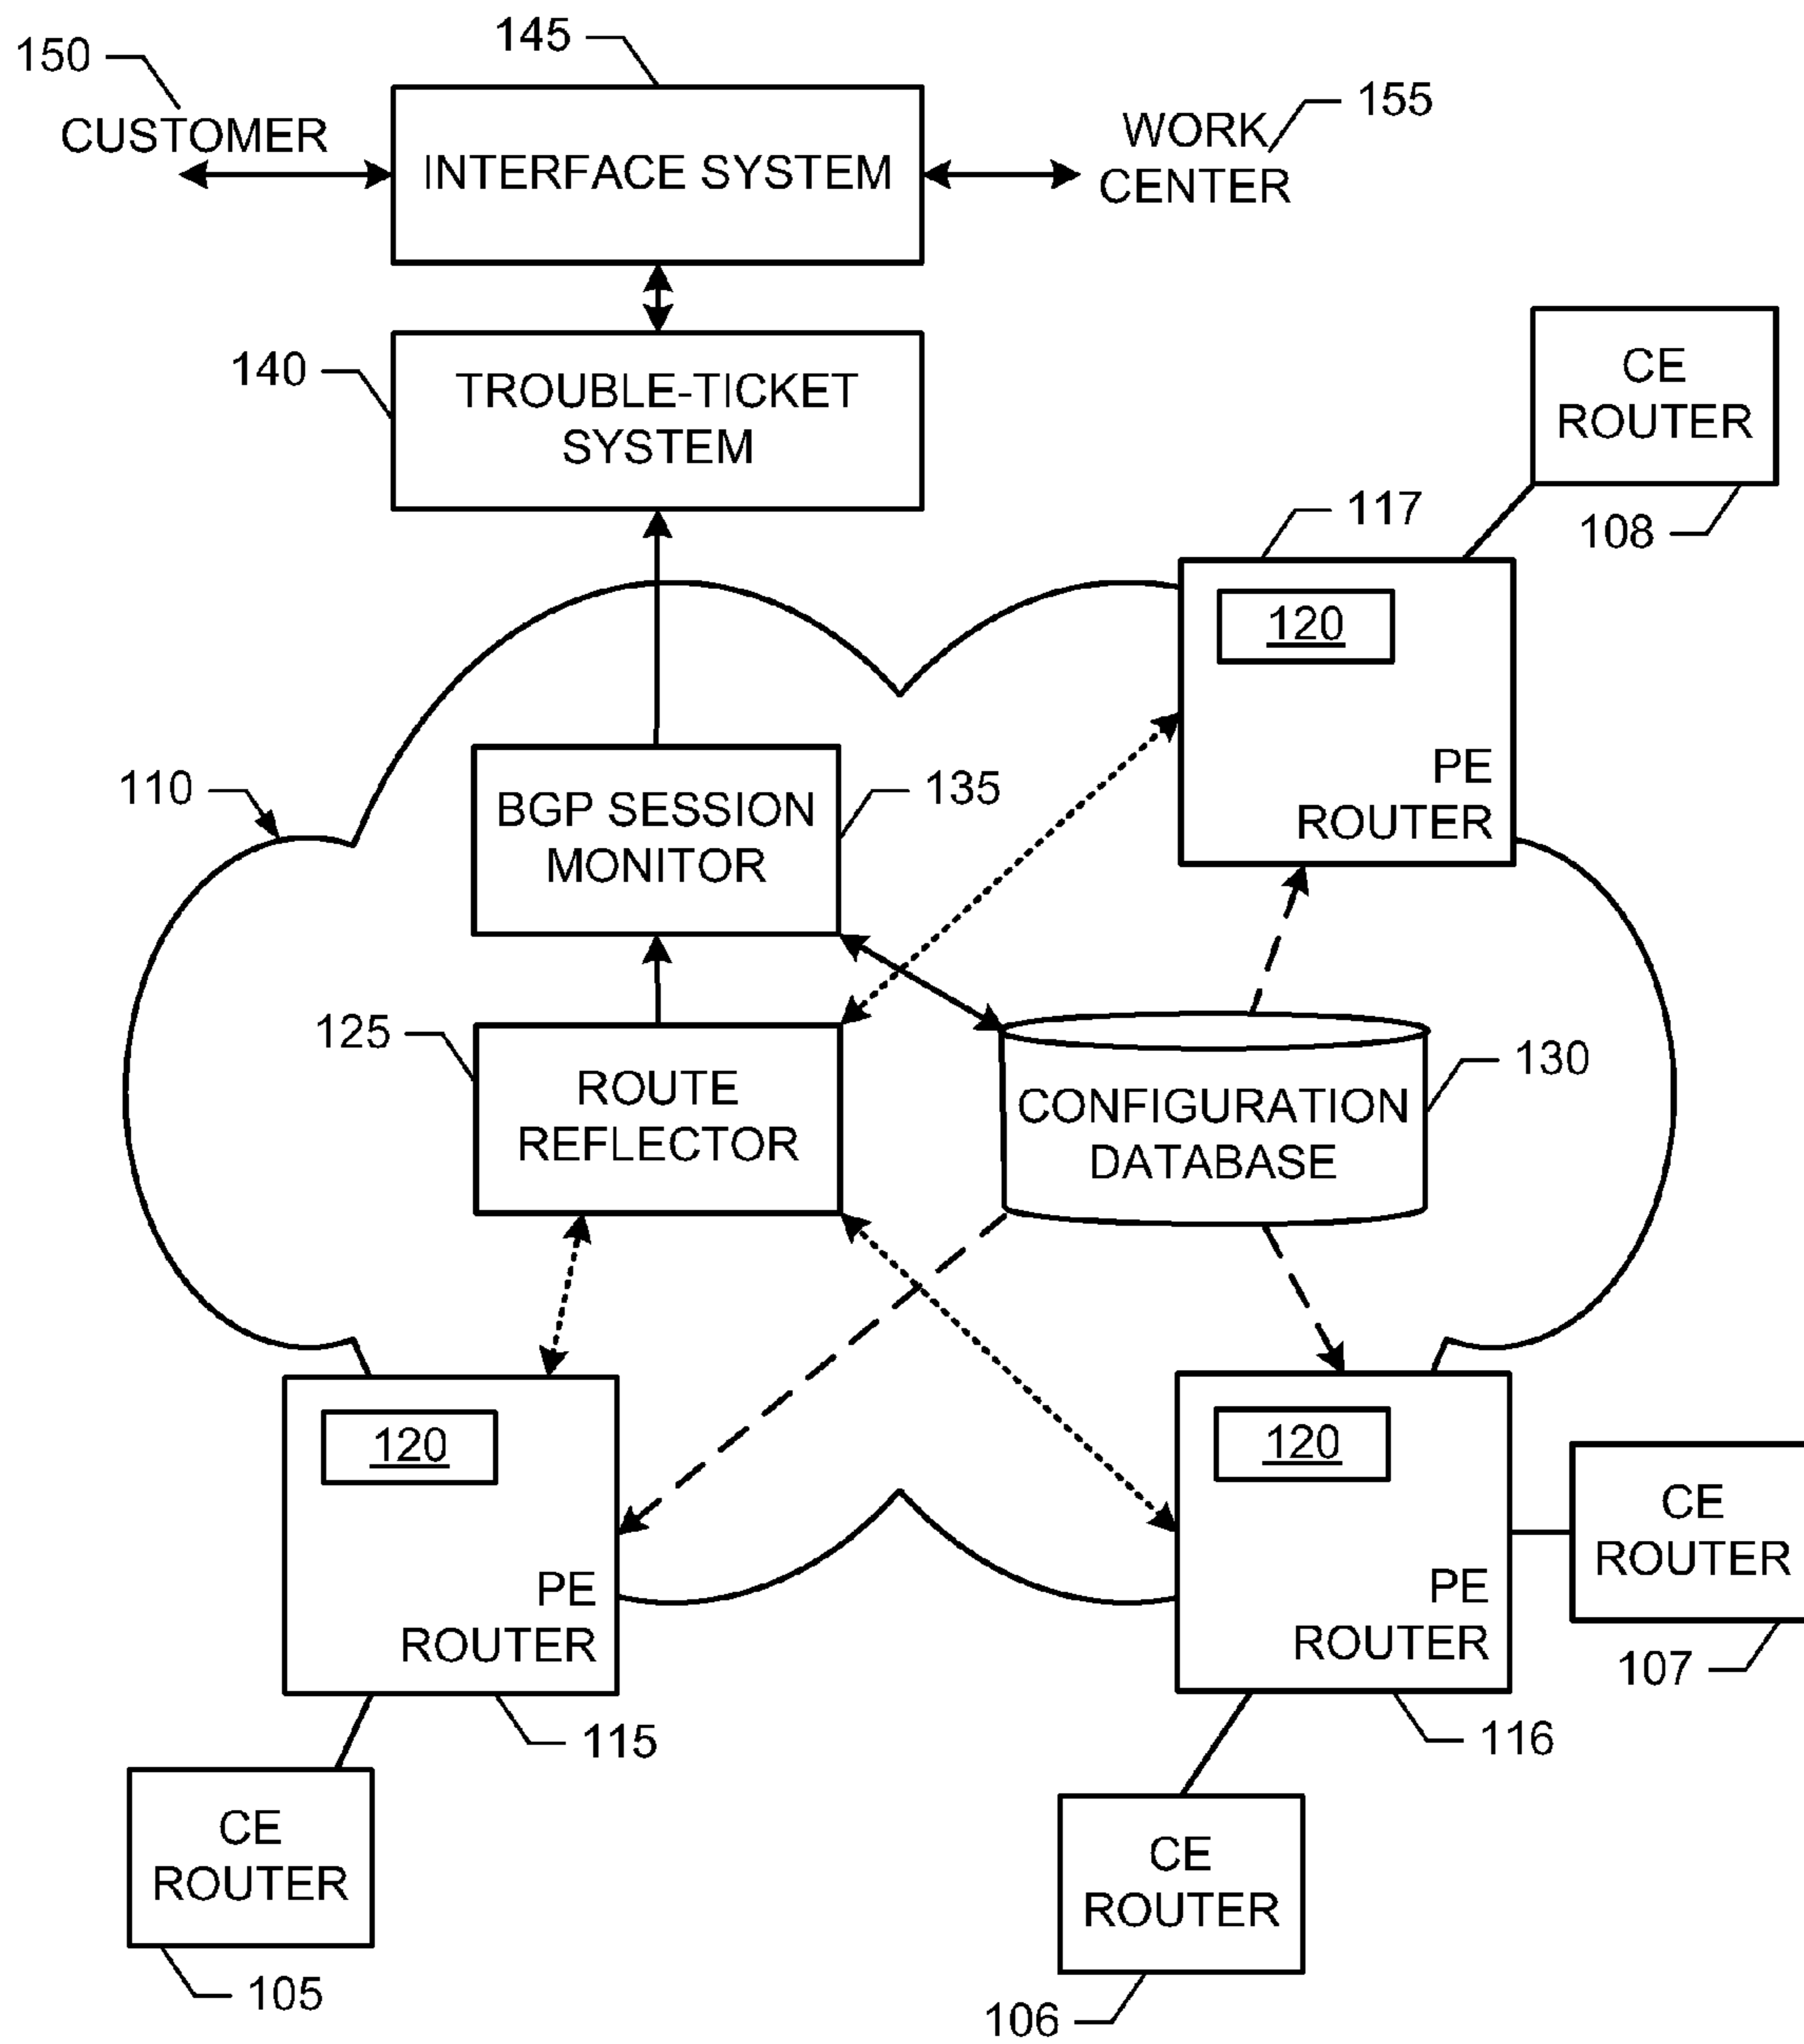 145
150
CUSTOMER
INTERFACE SYSTEM
WORK
CENTER
155
140
TROUBLE-TICKET
SYSTEM
CE
ROUTER
108
117
120
PE
ROUTER
110
BGP SESSION
MONITOR
135
125
ROUTE
REFLECTOR
CONFIGURATION
DATABASE
130
120
PE
ROUTER
115
120
PE
ROUTER
116
CE
ROUTER
107
CE
ROUTER
105
CE
ROUTER
106